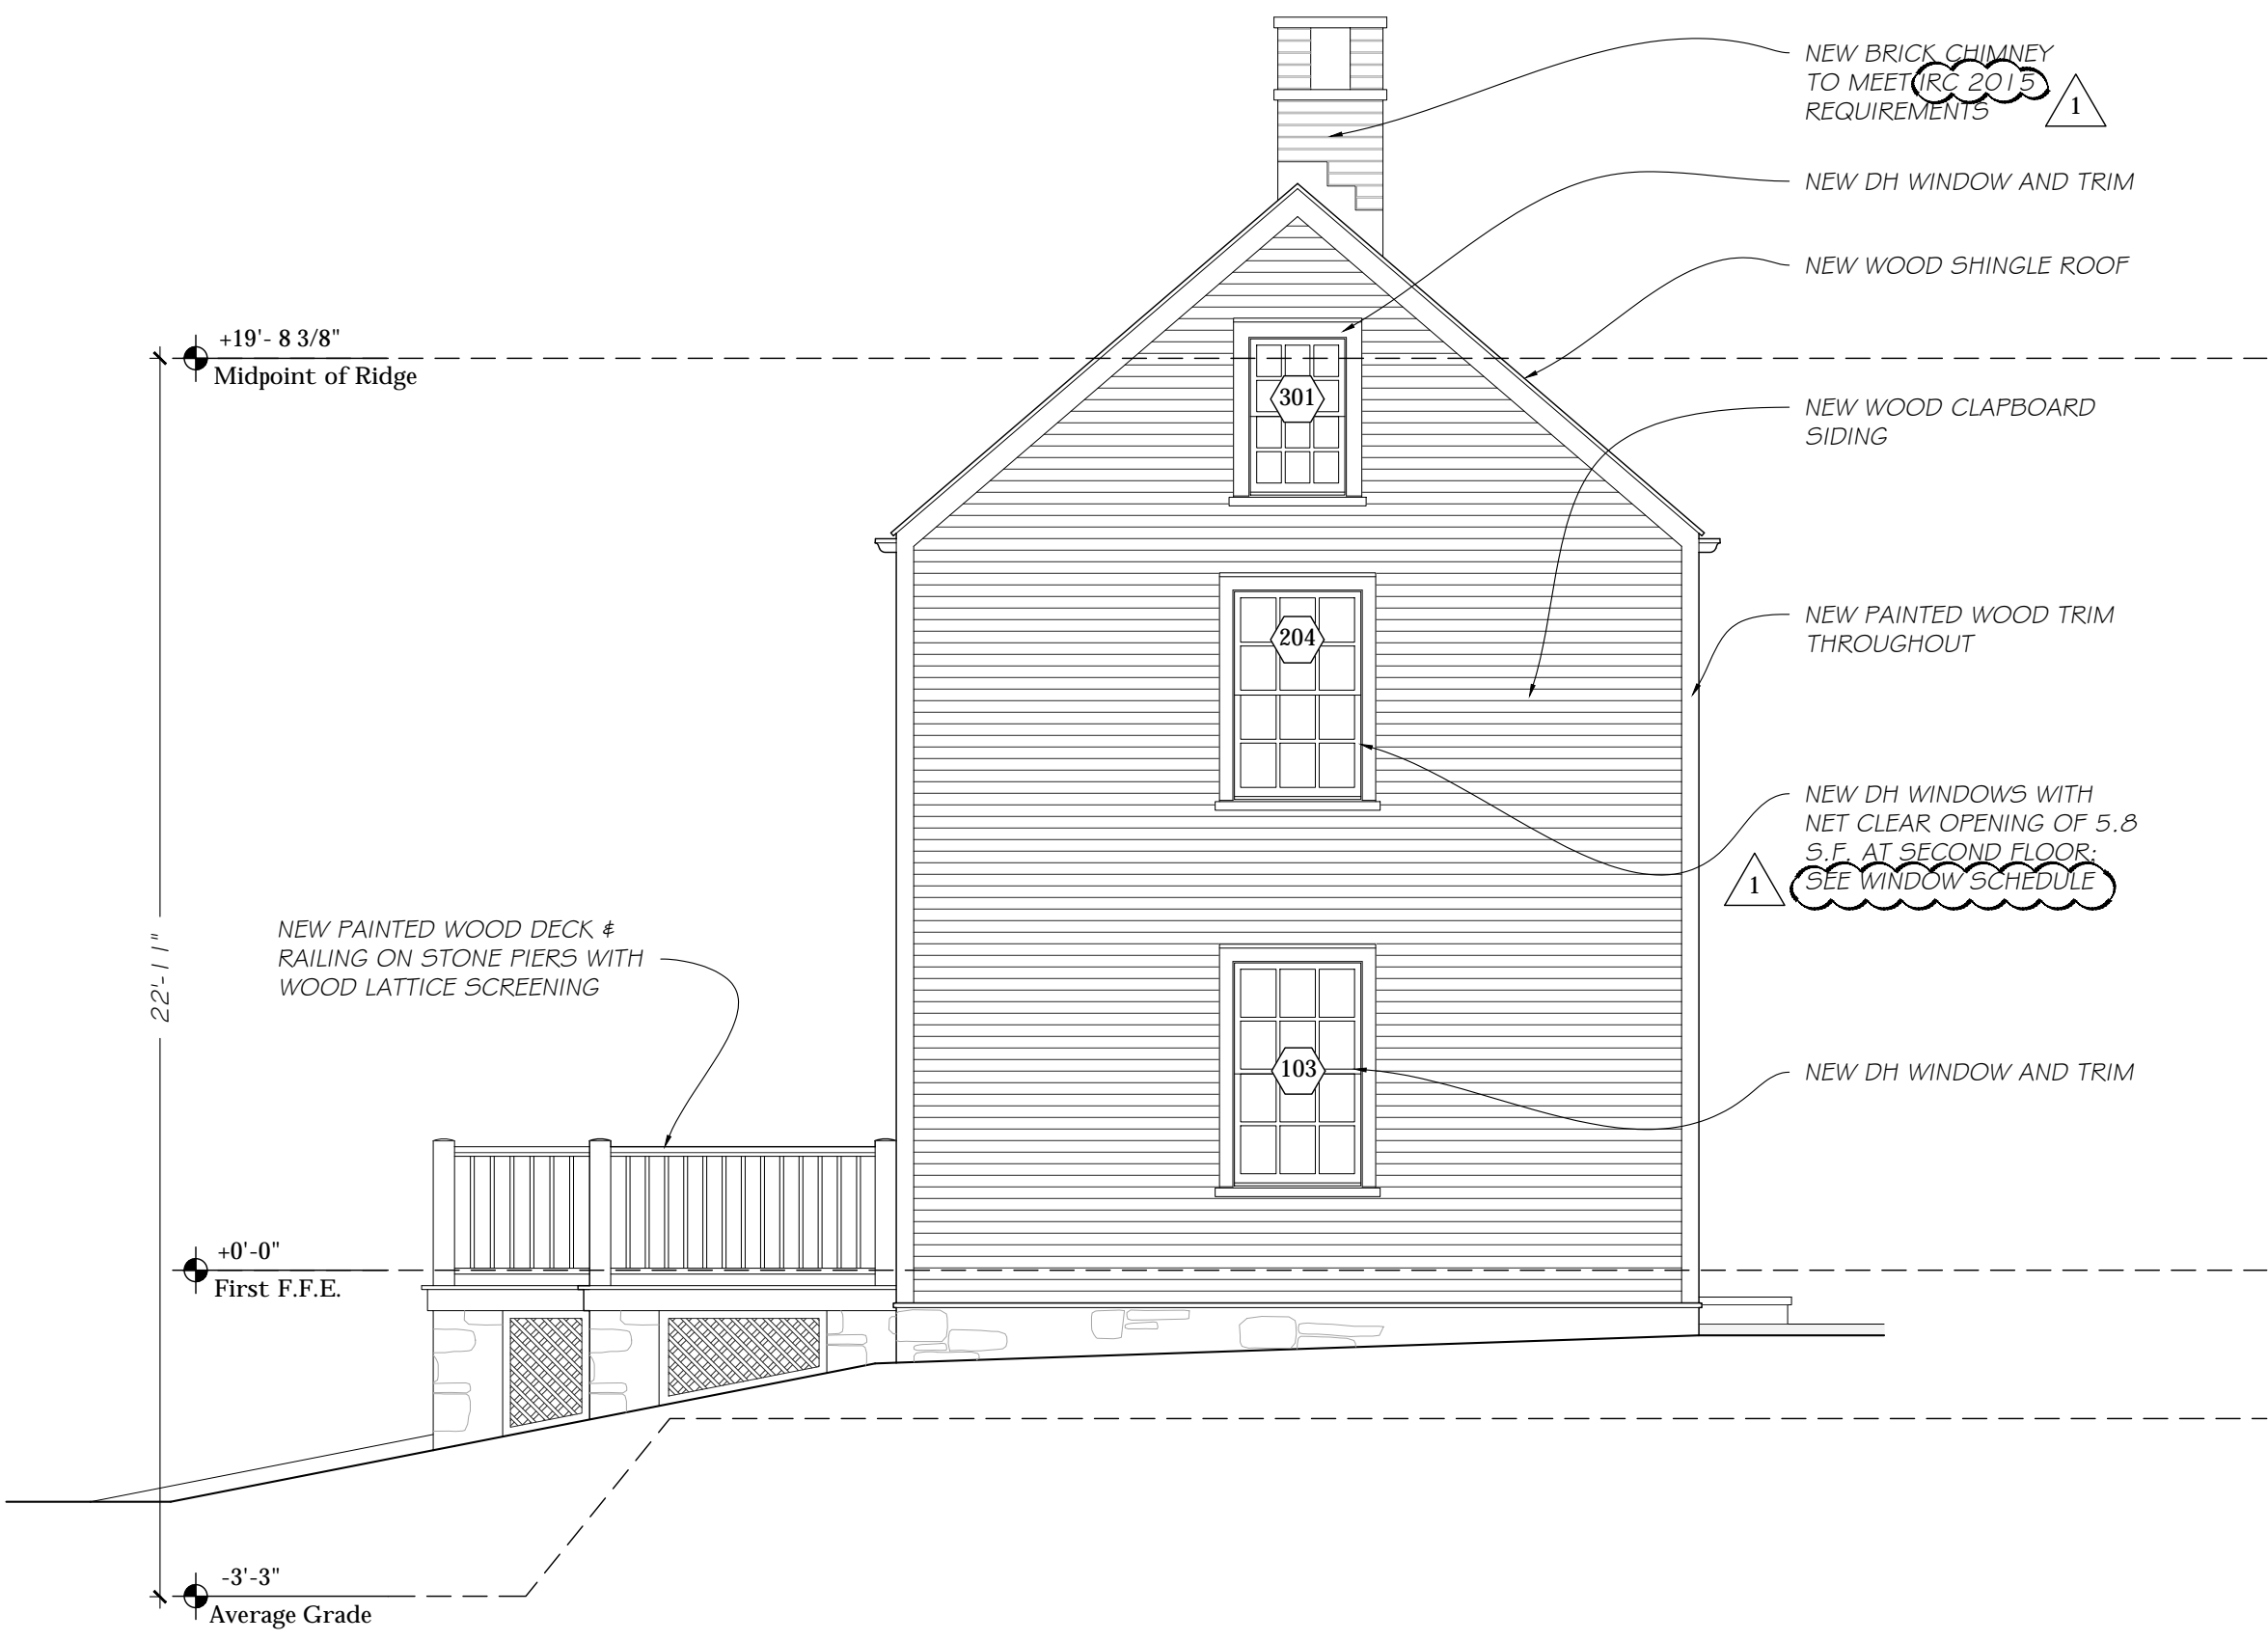 NEW BRICK CHIMNEY
TO MEET IRC 2015
REQUIREMENTS
1
NEW DH WINDOW AND TRIM
NEW WOOD SHINGLE ROOF
+19'- 8 3/8"
Midpoint of Ridge
301
NEW WOOD CLAPBOARD
SIDING
NEW PAINTED WOOD TRIM
THROUGHOUT
204
NEW DH WINDOWS WITH
NET CLEAR OPENING OF 5.8
S.F. AT SECOND FLOOR;
SEE WINDOW SCHEDULE
1
22'-11"
NEW PAINTED WOOD DECK &
RAILING ON STONE PIERS WITH
WOOD LATTICE SCREENING
103
NEW DH WINDOW AND TRIM
+0'-0"
First F.F.E.
-3'-3"
Average Grade